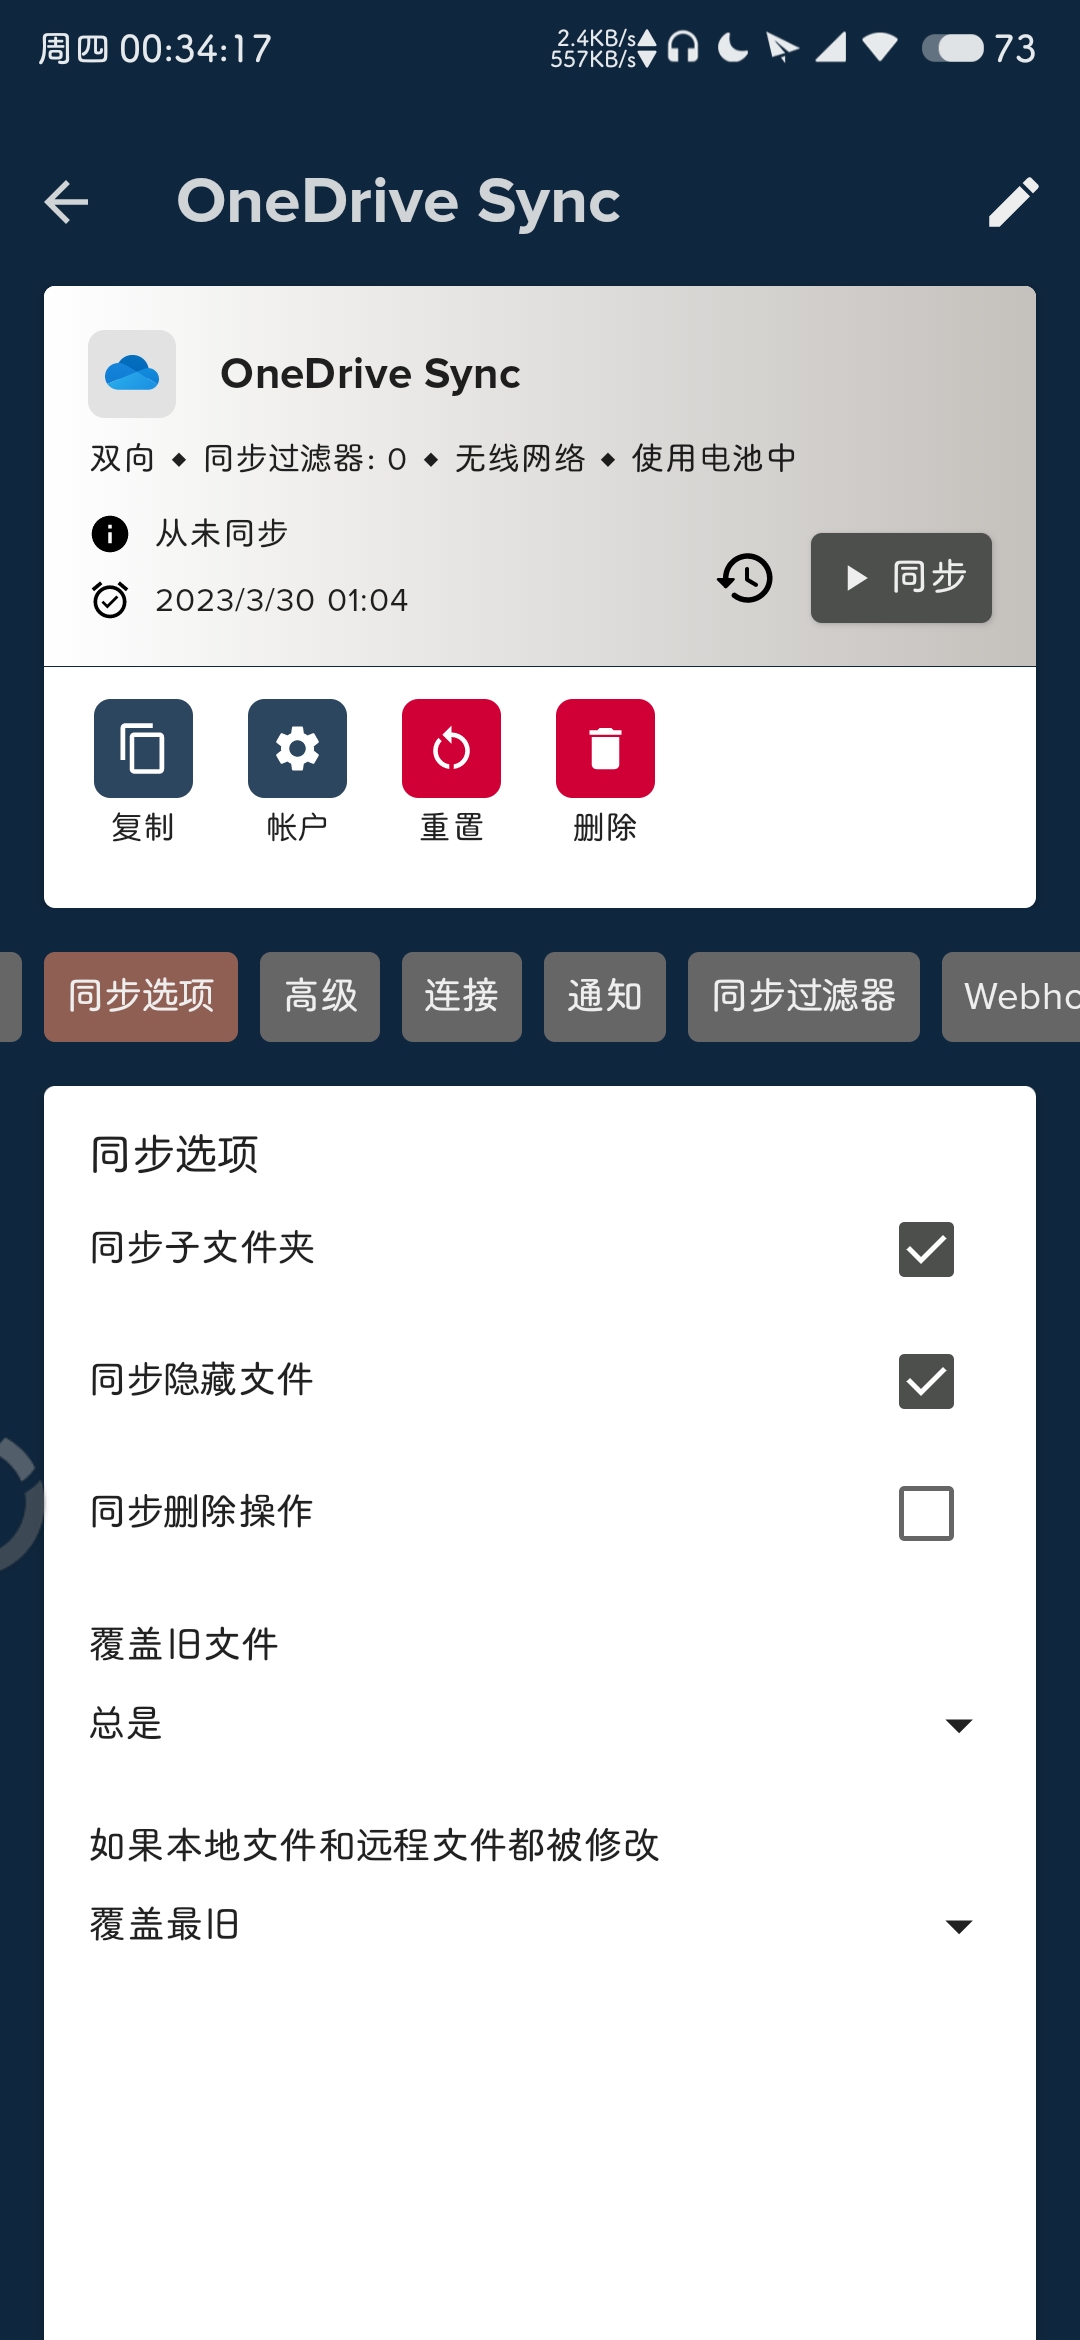 周四 00:34:17 2.4KB/s 557KB/s 73
OneDrive Sync
OneDrive Sync
双向 ◆ 同步过滤器: 0 ◆ 无线网络 ◆ 使用电池中
从未同步
2023/3/30 01:04
同步
复制 帐户 重置 删除
同步选项 高级 连接 通知 同步过滤器 Webho
同步选项
同步子文件夹
同步隐藏文件
同步删除操作
覆盖旧文件
总是
如果本地文件和远程文件都被修改
覆盖最旧